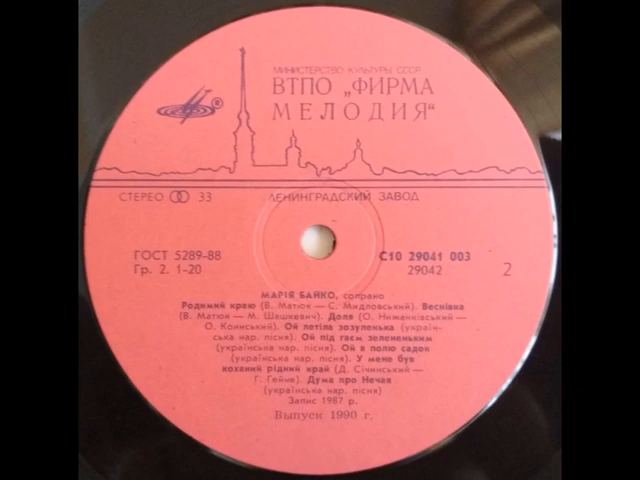 МИНИСТЕРСТВО КУЛЬТУРЫ СССР
ВТПО „ФИРМА
МЕЛОДИЯ“
®
СТЕРЕО 33 ЛЕНИНГРАДСКИЙ ЗАВОД
ГОСТ 5289-88 С10 29041 003
Гр. 2. 1-20 29042 2
МАРІЯ БАЙКО, сопрано
Родимий краю (В. Матюк — С. Мидловський). Веснівка
(В. Матюк — М. Шашкевич). Доля (О. Нижанківський —
О. Кониський). Ой летіла зозуленька (україн-
ська нар. пісня). Ой під гаєм зелененьким
(українська нар. пісня). Ой в полю садок
(українська нар. пісня). У мене був
коханий рідний край (Д. Січинський —
Г. Гейне). Дума про Нечая
(українська нар. пісня)
Запис 1987 р.
Выпуск 1990 г.